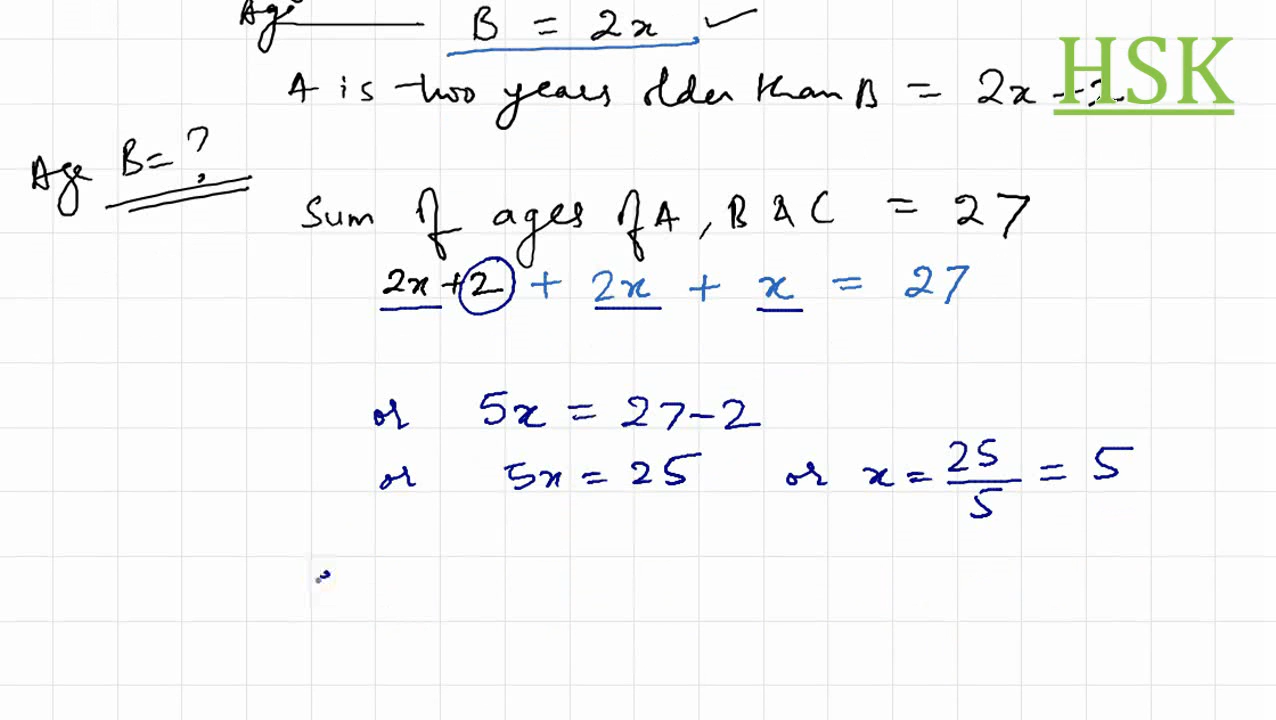 Age B = 2x
HSK
A is two years older than B = 2x + 2
Age B = ?
Sum of ages of A, B & C = 27
2x + 2 + 2x + x = 27
or 5x = 27 - 2
or 5x = 25 or x = 25/5 = 5